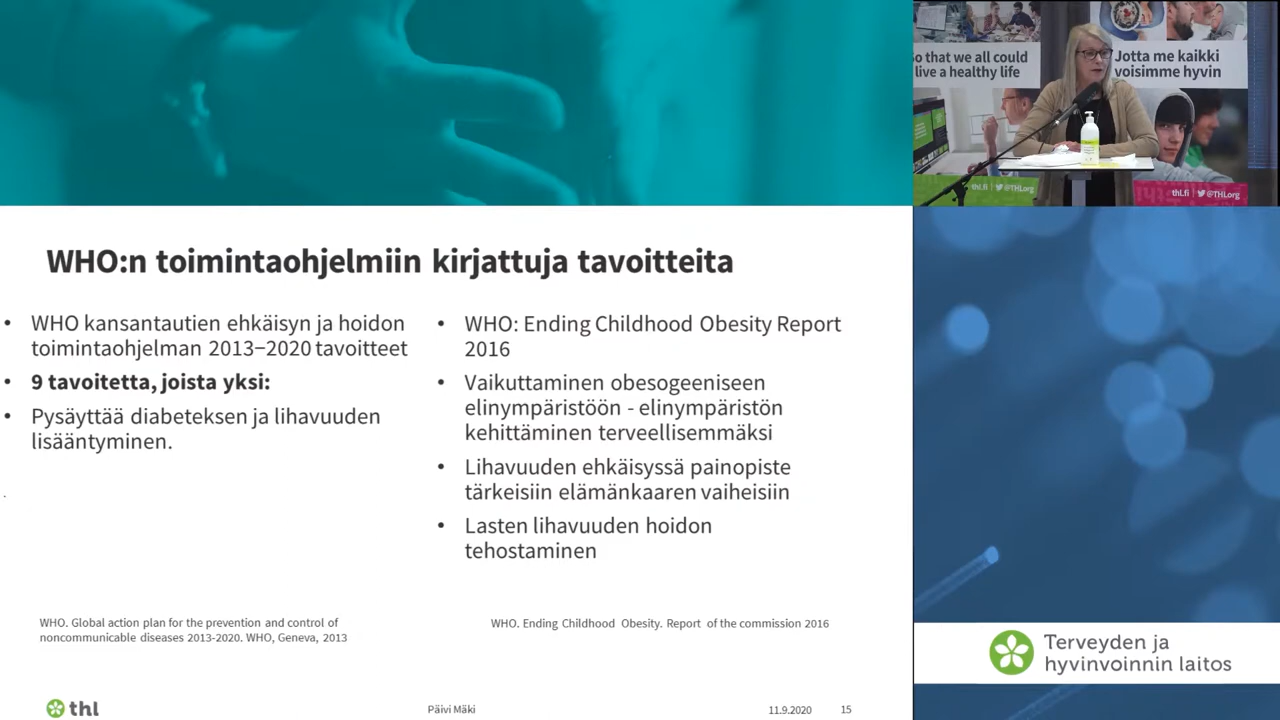 WHO:n toimintaohjelmiin kirjattuja tavoitteita
• WHO kansantautien ehkäisyn ja hoidon
toimintaohjelman 2013–2020 tavoitteet
• 9 tavoitetta, joista yksi:
• Pysäyttää diabeteksen ja lihavuuden
lisääntyminen.
• WHO: Ending Childhood Obesity Report
2016
• Vaikuttaminen obesogeeniseen
elinympäristöön - elinympäristön
kehittäminen terveellisemmäksi
• Lihavuuden ehkäisyssä painopiste
tärkeisiin elämänkaaren vaiheisiin
• Lasten lihavuuden hoidon
tehostaminen
WHO. Global action plan for the prevention and control of
noncommunicable diseases 2013-2020. WHO, Geneva, 2013
WHO. Ending Childhood Obesity. Report of the commission 2016
thl
Päivi Mäki
11.9.2020
15
So that we all could
live a healthy life
Jotta me kaikki
voisimme hyvin
thl.fi | @THLorg
thl.fi | @THLorg
Terveyden ja
hyvinvoinnin laitos